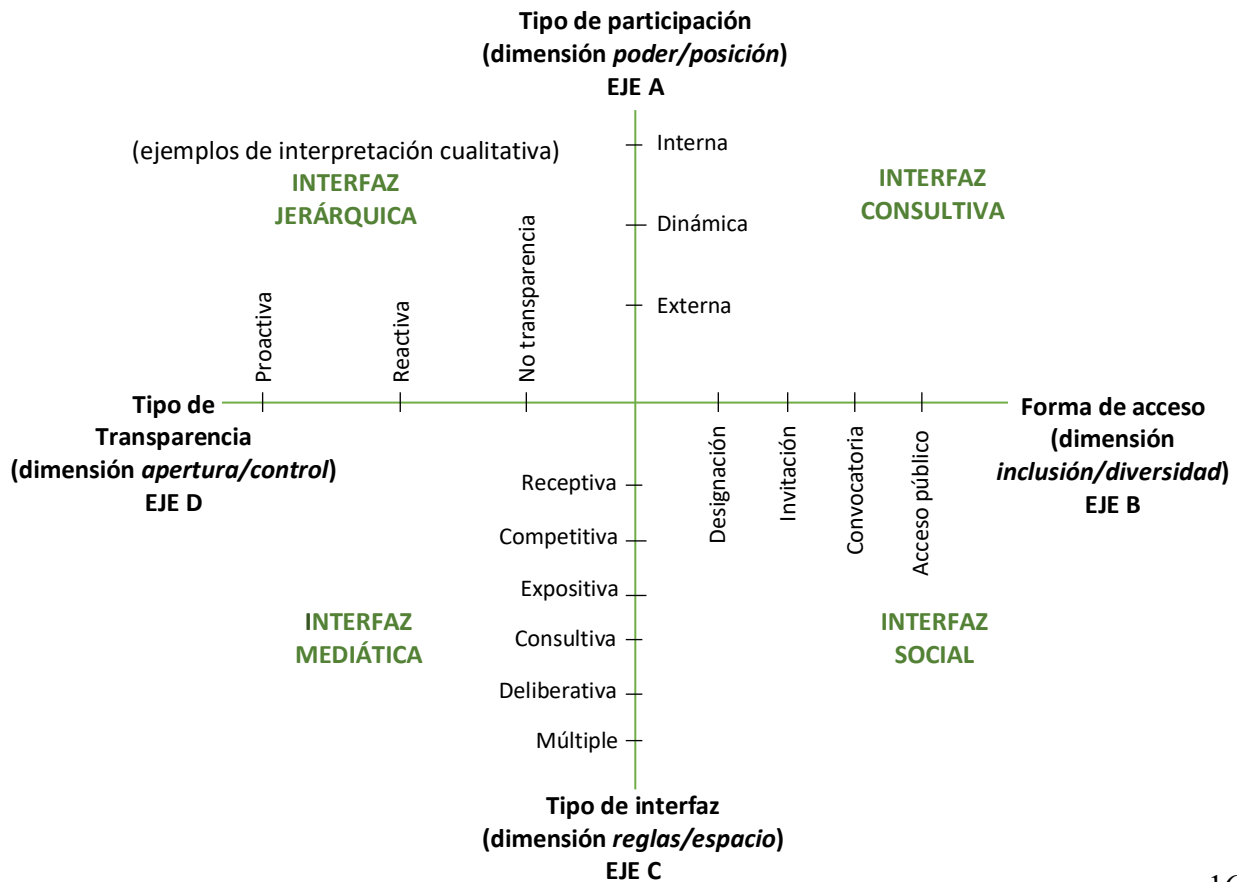 Tipo de participación
(dimensión poder/posición)
EJE A
(ejemplos de interpretación cualitativa)
INTERFAZ
JERÁRQUICA
Interna
Dinámica
Externa
INTERFAZ
CONSULTIVA
Proactiva
Reactiva
No transparencia
Tipo de
Transparencia
(dimensión apertura/control)
EJE D
Forma de acceso
(dimensión
inclusión/diversidad)
EJE B
Designación
Invitación
Convocatoria
Acceso público
Receptiva
Competitiva
Expositiva
Consultiva
Deliberativa
Múltiple
INTERFAZ
MEDIÁTICA
INTERFAZ
SOCIAL
Tipo de interfaz
(dimensión reglas/espacio)
EJE C